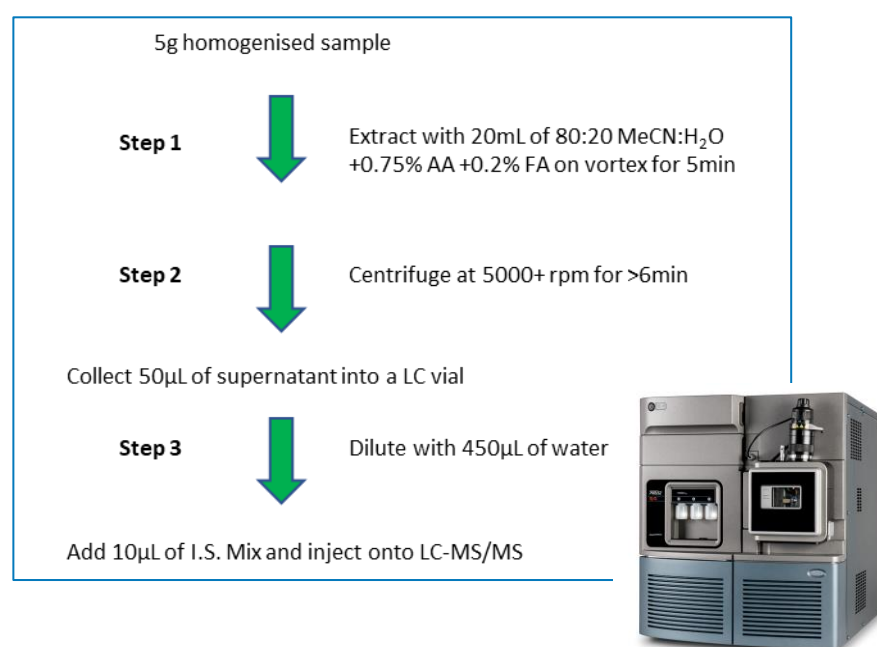 5g homogenised sample
Step 1
Extract with 20mL of 80:20 MeCN:H₂O
+0.75% AA +0.2% FA on vortex for 5min
Step 2
Centrifuge at 5000+ rpm for >6min
Collect 50µL of supernatant into a LC vial
Step 3
Dilute with 450µL of water
Add 10µL of I.S. Mix and inject onto LC-MS/MS